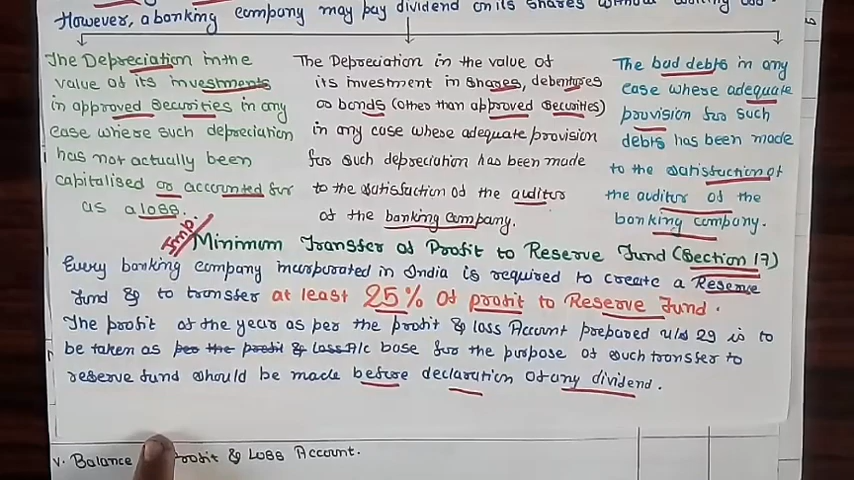 However, a banking company may pay dividend on its shares without
The Depreciation in the
value of its investments
in approved securities in any
case where such depreciation
has not actually been
capitalised or accounted for
as a loss.
The Depreciation in the value of
its investment in shares, debentures
or bonds (other than approved securities)
in any case where adequate provision
for such depreciation has been made
to the satisfaction of the auditor
of the banking company.
The bad debts in any
case where adequate
provision for such
debts has been made
to the satisfaction of
the auditor of the
banking company.
Imp.
Minimum Transfer of Profit to Reserve Fund (Section 17)
Every banking company incorporated in India is required to create a Reserve
fund & to transfer at least 25% of profit to Reserve Fund.
The profit of the year as per the profit & loss Account prepared u/s 29 is to
be taken as per the profit & loss A/c base for the purpose of such transfer to
reserve fund should be made before declaration of any dividend.
v. Balance Profit & Loss Account.